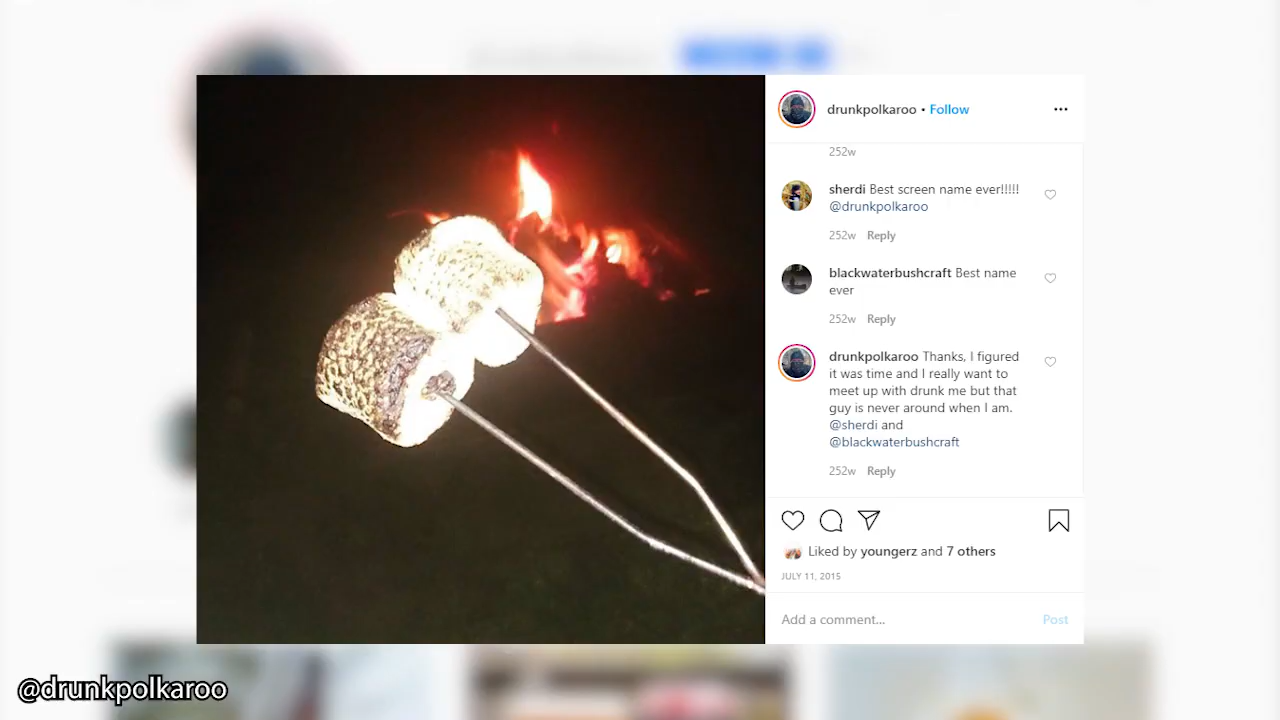 drunkpolkaroo • Follow
252w
sherdi Best screen name ever!!!!!
@drunkpolkaroo
252w Reply
blackwaterbushcraft Best name
ever
252w Reply
drunkpolkaroo Thanks, I figured
it was time and I really want to
meet up with drunk me but that
guy is never around when I am.
@sherdi and
@blackwaterbushcraft
252w Reply
Liked by youngerz and 7 others
JULY 11, 2015
Add a comment... Post
@drunkpolkaroo